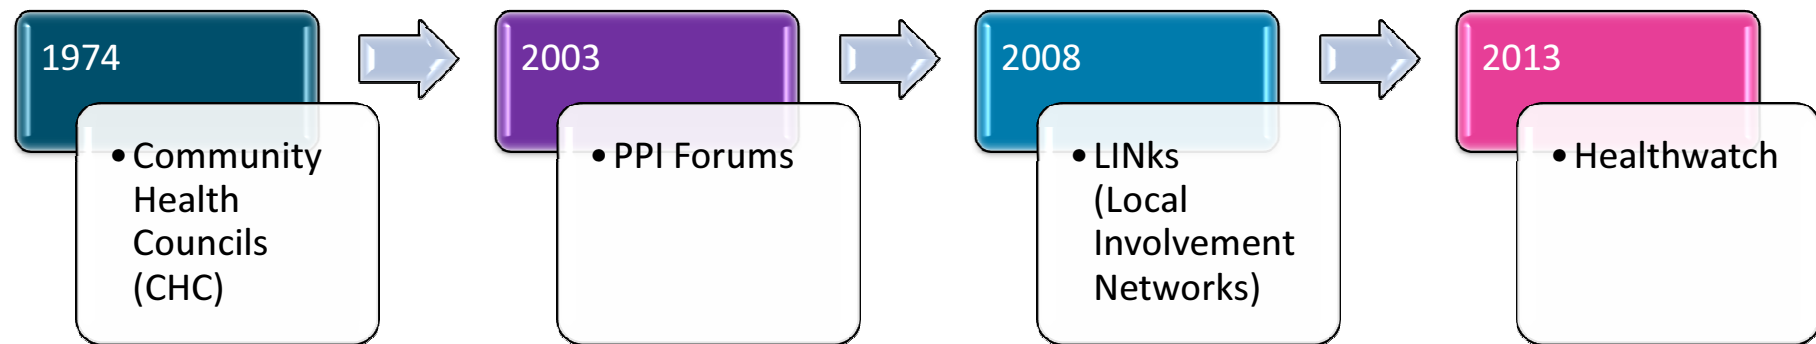 1974
• Community
Health
Councils
(CHC)
2003
• PPI Forums
2008
• LINks
(Local
Involvement
Networks)
2013
• Healthwatch